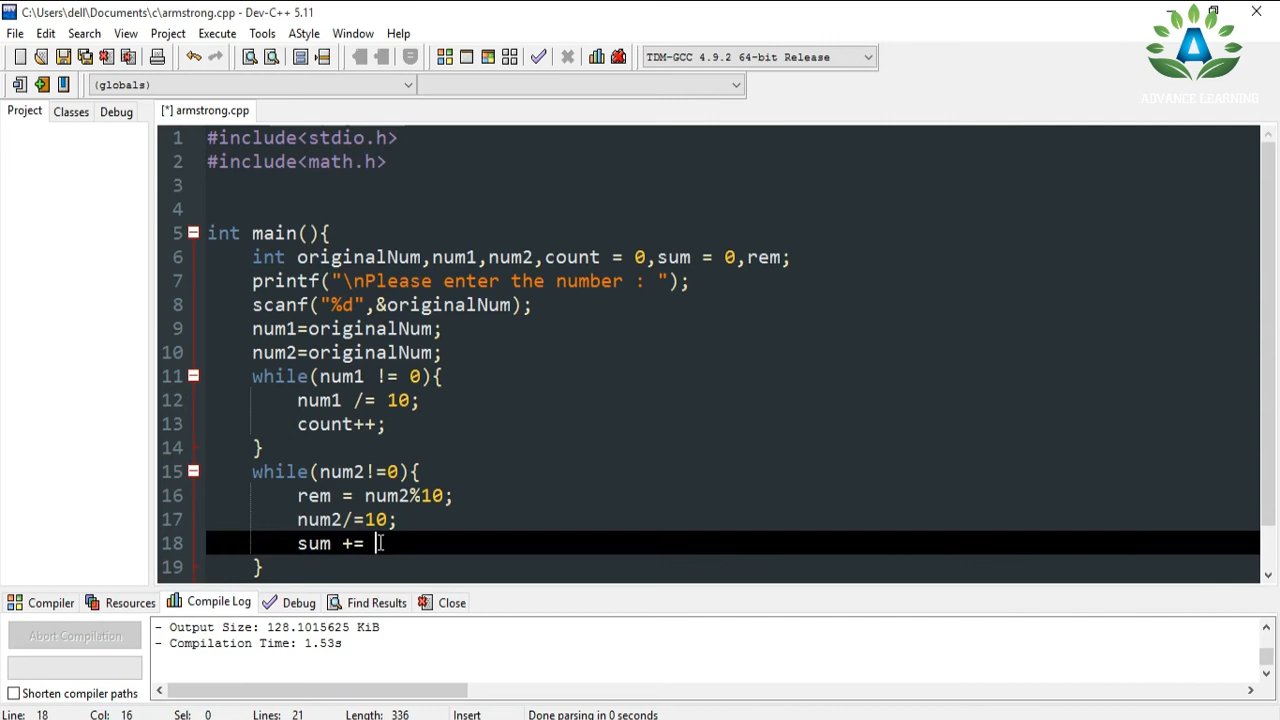 C:\Users\dell\Documents\c\armstrong.cpp - Dev-C++ 5.11
File Edit Search View Project Execute Tools AStyle Window Help
TDM-GCC 4.9.2 64-bit Release
(globals)
ADVANCE LEARNING
Project Classes Debug [*] armstrong.cpp
1 #include<stdio.h>
2 #include<math.h>
3
4
5 int main(){
6 int originalNum,num1,num2,count = 0,sum = 0,rem;
7 printf("\nPlease enter the number : ");
8 scanf("%d",&originalNum);
9 num1=originalNum;
10 num2=originalNum;
11 while(num1 != 0){
12 num1 /= 10;
13 count++;
14 }
15 while(num2!=0){
16 rem = num2%10;
17 num2/=10;
18 sum +=
19 }
Compiler Resources Compile Log Debug Find Results Close
Abort Compilation
- Output Size: 128.1015625 KiB
- Compilation Time: 1.53s
Shorten compiler paths
Line: 18 Col: 16 Sel: 0 Lines: 21 Length: 336 Insert Done parsing in 0 seconds